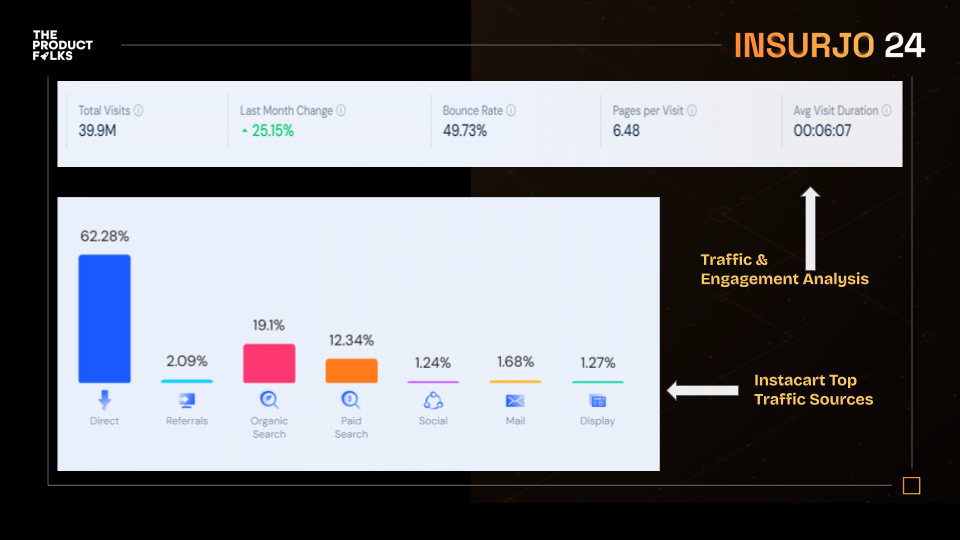 THE
PRODUCT
FOLKS
INSURJO 24
Total Visits
Last Month Change
Bounce Rate
Pages per Visit
Avg Visit Duration
39.9M
25.15%
49.73%
6.48
00:06:07
62.28%
2.09%
19.1%
12.34%
1.24%
1.68%
1.27%
Direct
Referrals
Organic
Search
Paid
Search
Social
Mail
Display
Traffic &
Engagement Analysis
Instacart Top
Traffic Sources